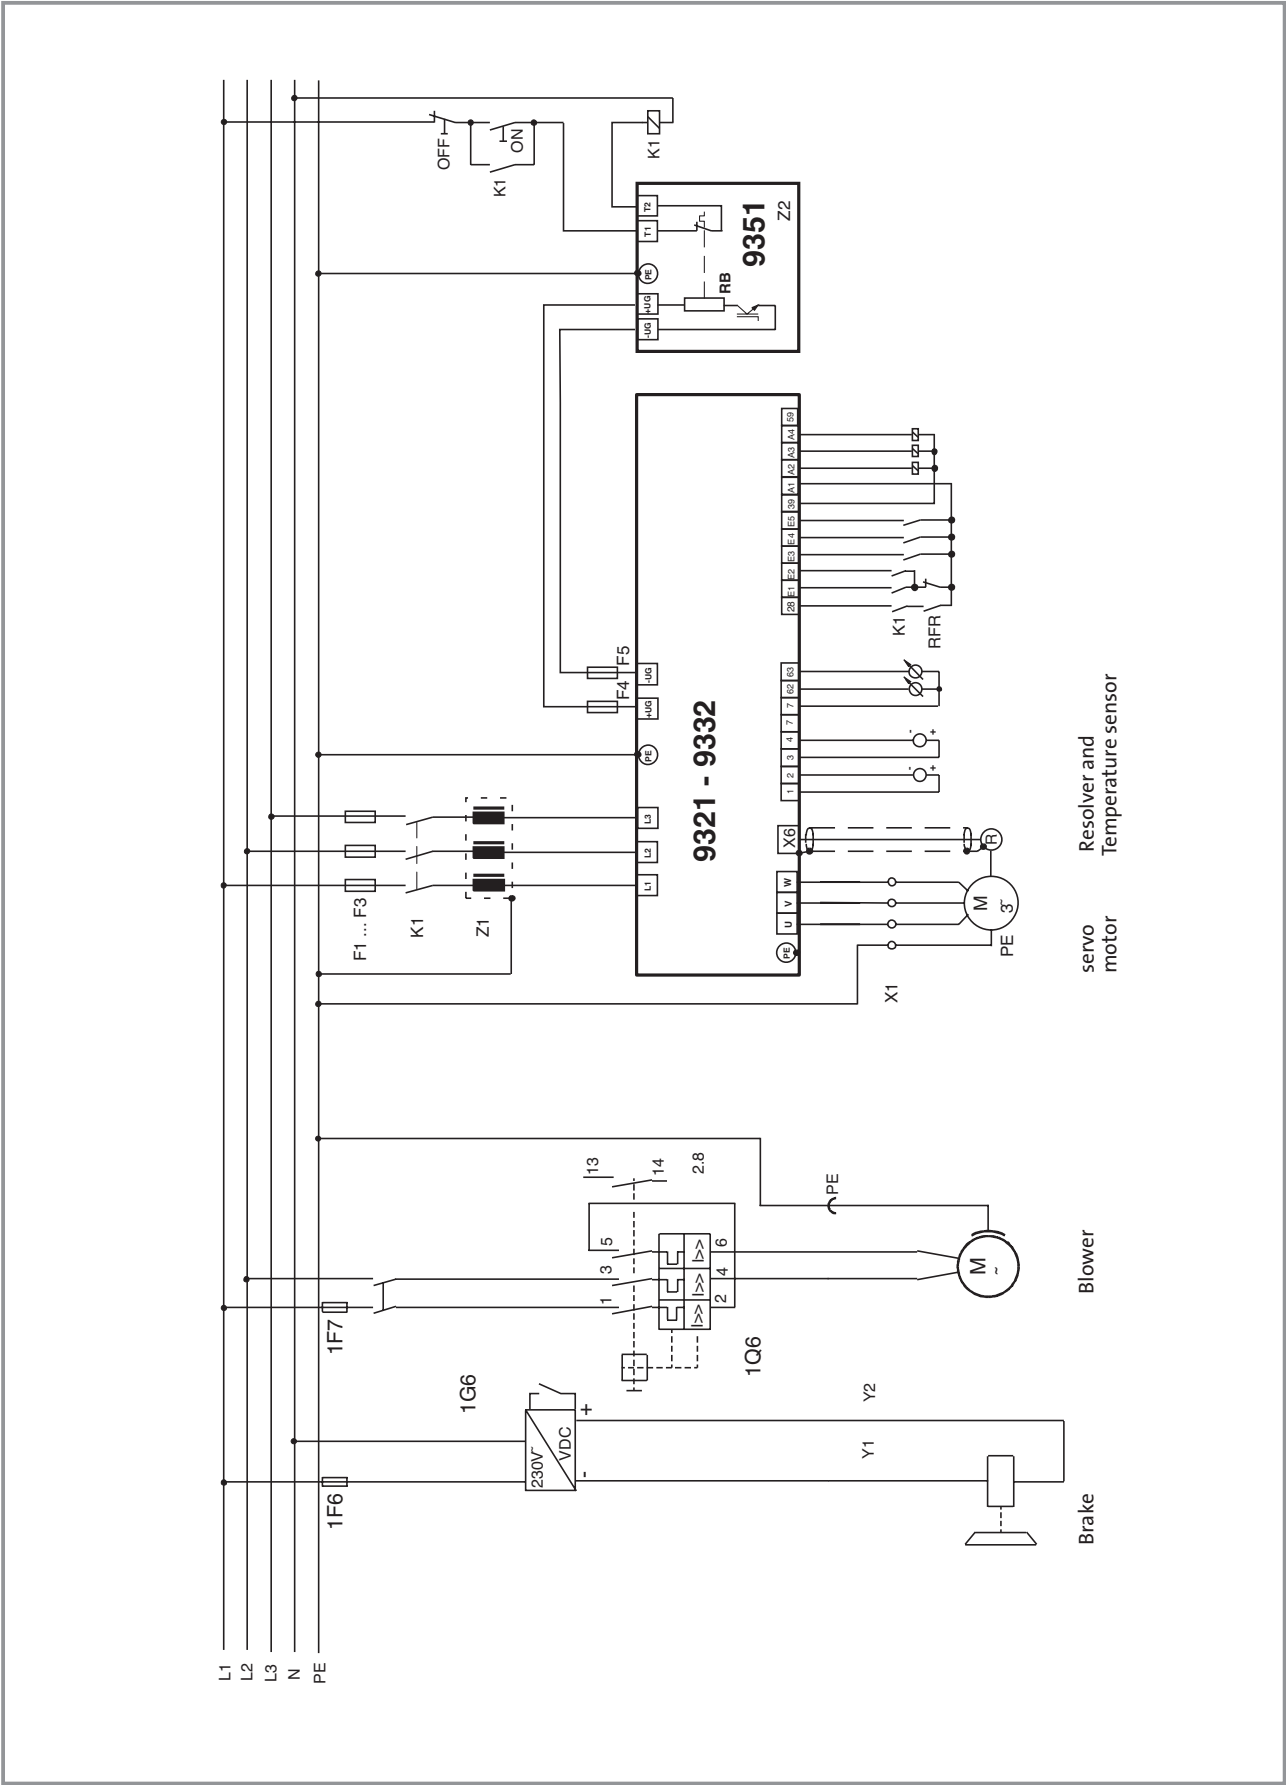 L1
L2
L3
N
PE
1F6
1F7
F1 ... F3
K1
Z1
OFF
ON
K1
K1
1G6
230V~
VDC
-
+
Y1
Y2
Brake
1Q6
1
3
5
13
14
2.8
I>>
I>>
I>>
2
4
6
PE
M
~
Blower
L1
L2
L3
PE
+UG
-UG
F4
F5
9321 - 9332
PE
U
V
W
X6
1
2
3
4
7
7
62
63
28
E1
E2
E3
E4
E5
39
A1
A2
A3
A4
59
X1
PE
M
3~
R
-
+
-
+
K1
RFR
servo
motor
Resolver and
Temperature sensor
-UG
+UG
PE
T1
T2
RB
9351
Z2